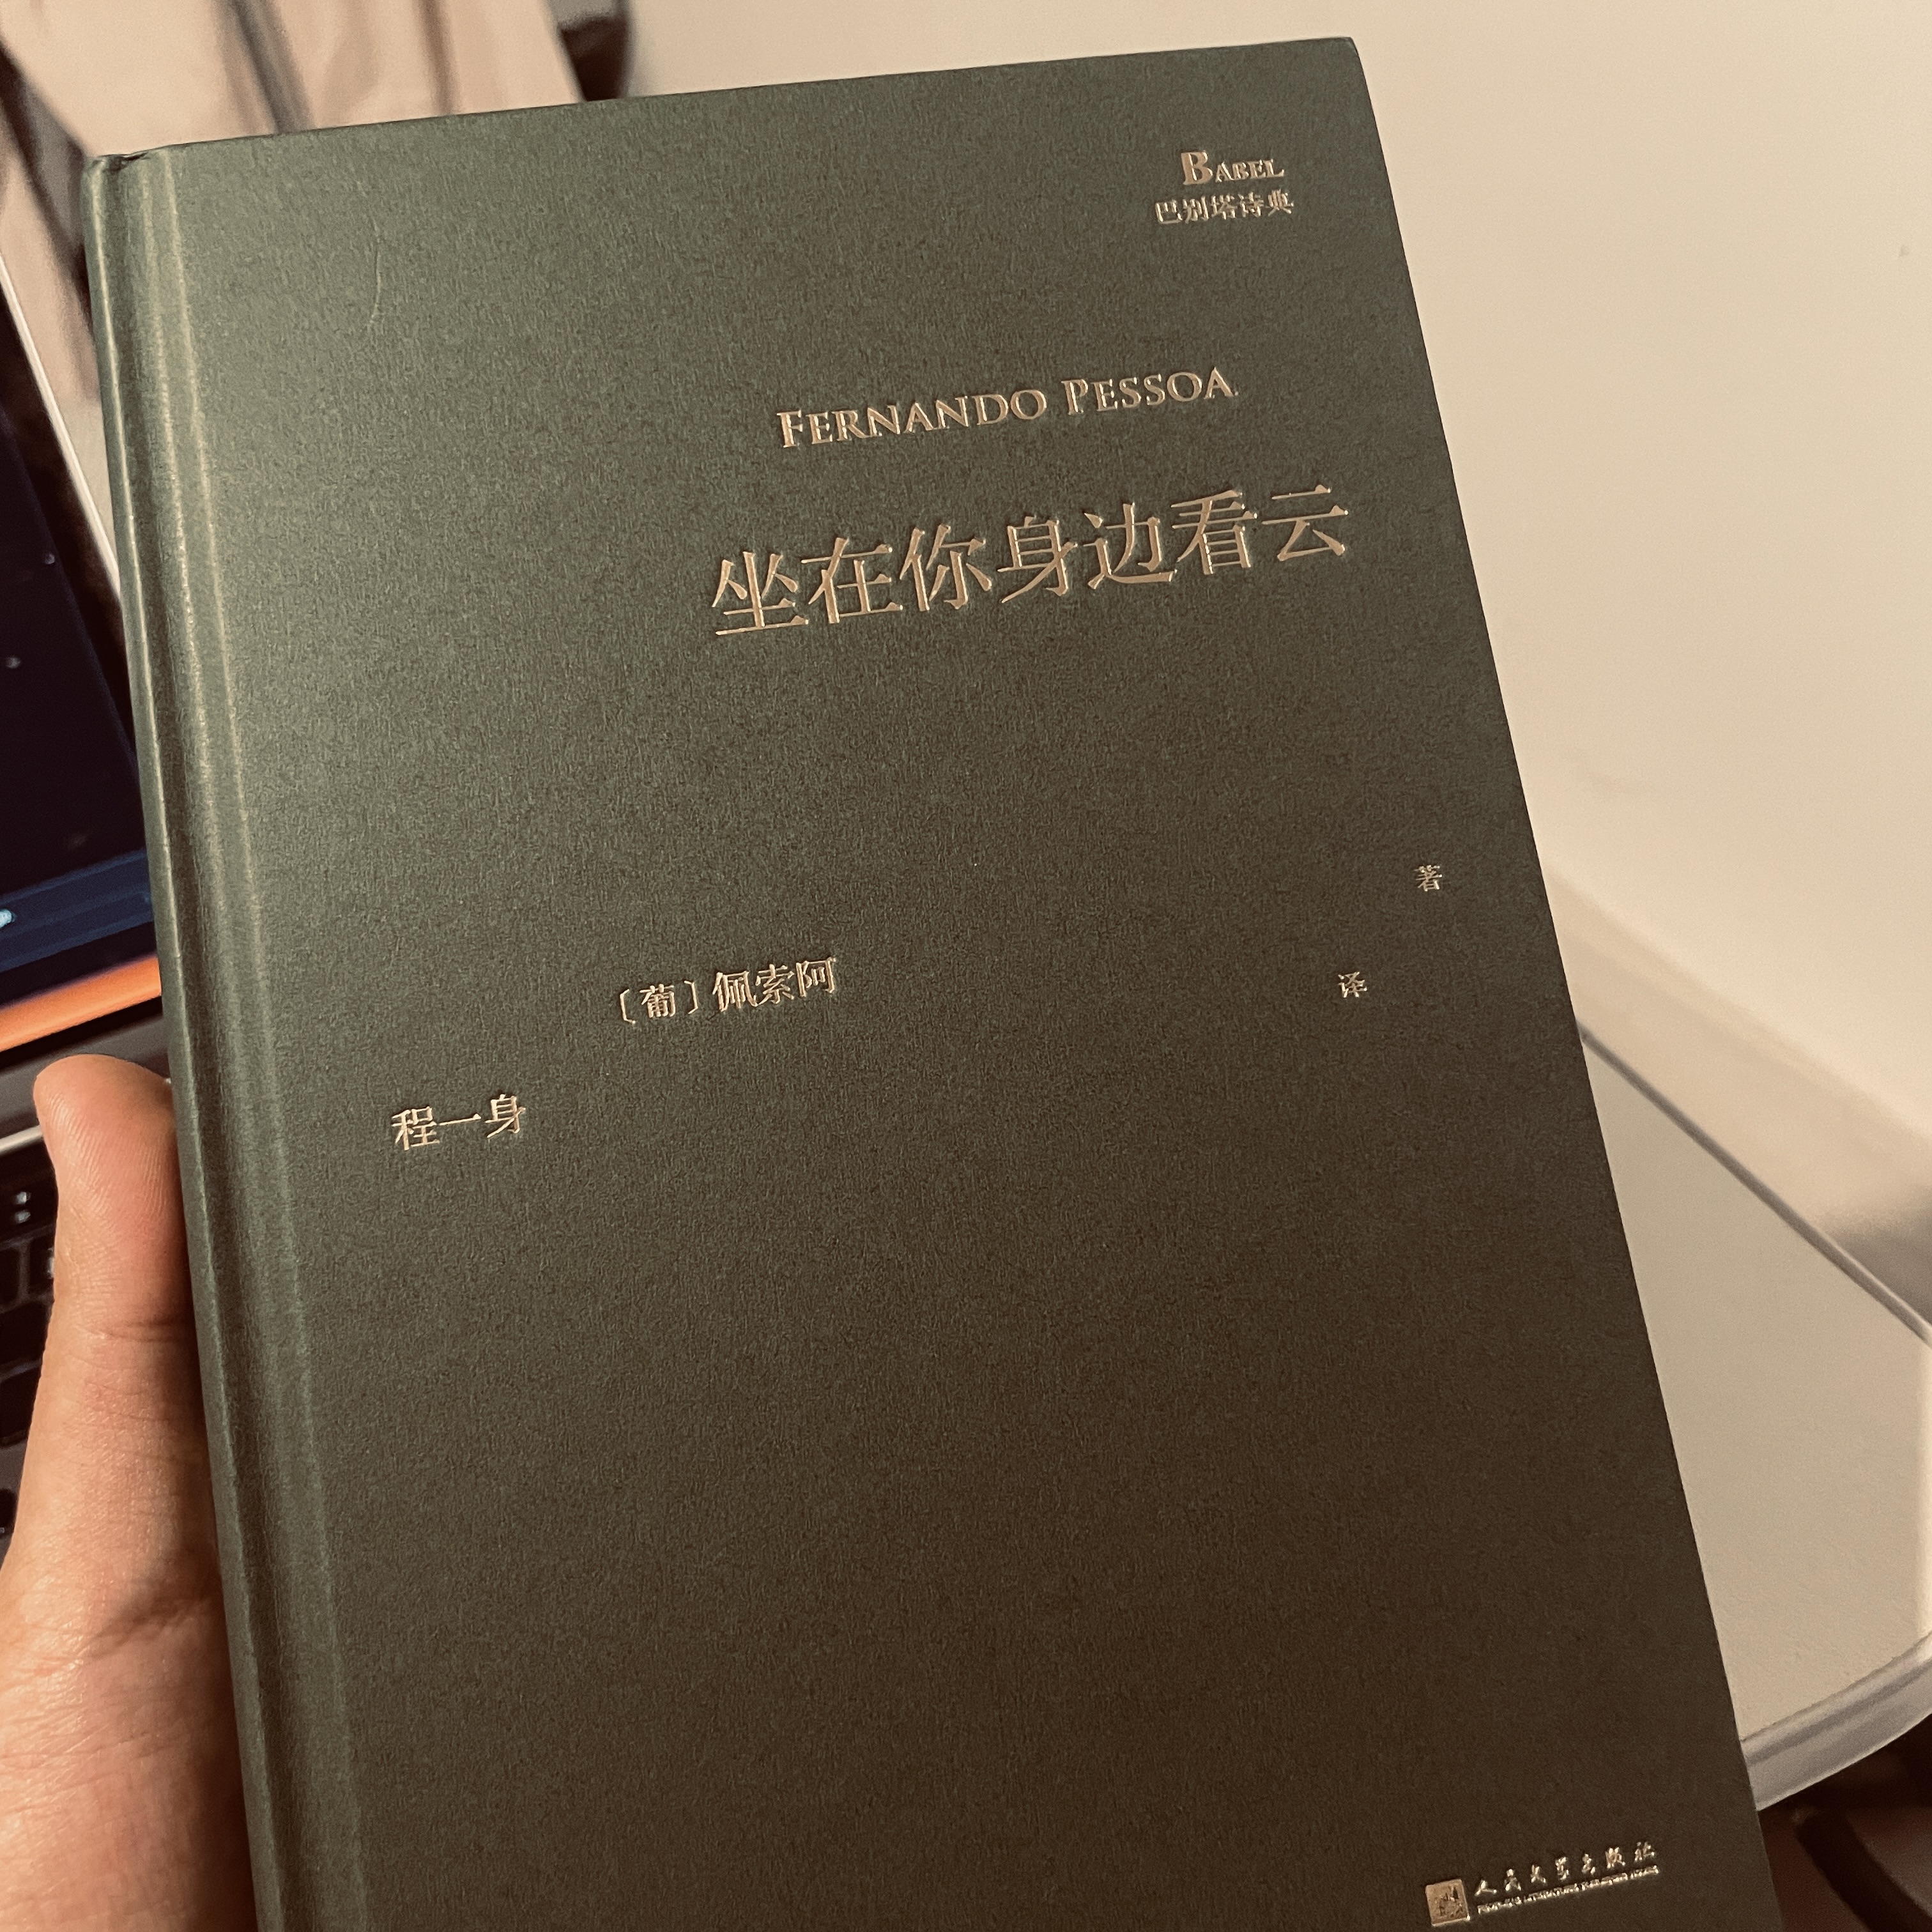 BABEL
巴别塔诗典
FERNANDO PESSOA
坐在你身边看云
〔葡〕佩索阿 著
程一身 译
人民文学出版社